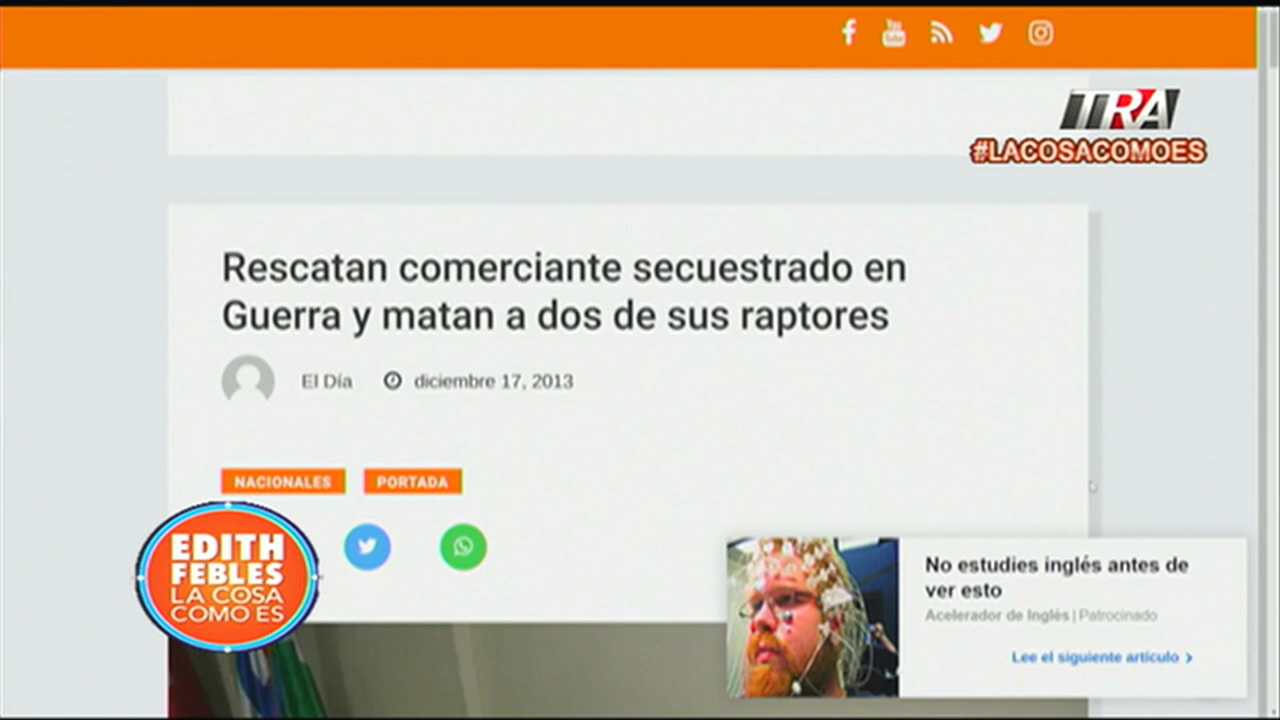 TRA
#LACOSACOMOES
Rescatan comerciante secuestrado en
Guerra y matan a dos de sus raptores
El Día diciembre 17, 2013
NACIONALES PORTADA
EDITH
FEBLES
LA COSA
COMO ES
No estudies inglés antes de
ver esto
Acelerador de Inglés | Patrocinado
Lee el siguiente artículo